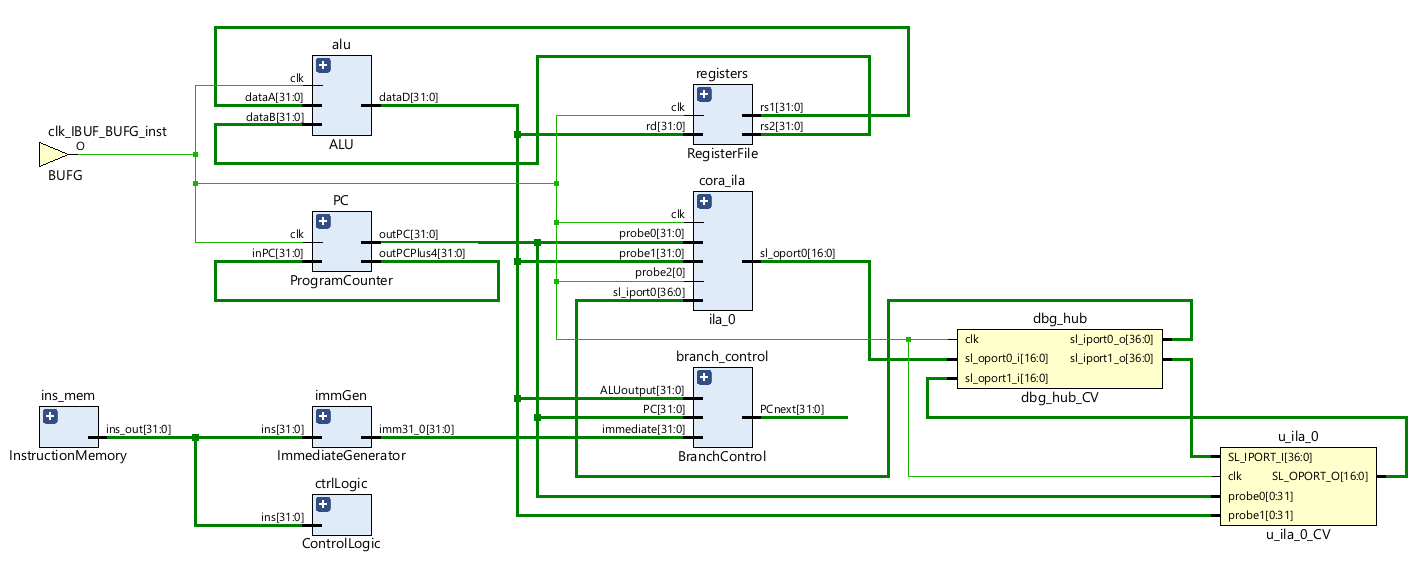 alu
clk
dataA[31:0]
dataB[31:0]
dataD[31:0]
ALU
clk_IBUF_BUFG_inst
O
BUFG
PC
clk
inPC[31:0]
outPC[31:0]
outPCPlus4[31:0]
ProgramCounter
ins_mem
ins_out[31:0]
InstructionMemory
immGen
ins[31:0]
imm31_0[31:0]
ImmediateGenerator
ctrlLogic
ins[31:0]
ControlLogic
registers
clk
rd[31:0]
rs1[31:0]
rs2[31:0]
RegisterFile
cora_ila
clk
probe0[31:0]
probe1[31:0]
probe2[0]
sl_iport0[36:0]
sl_oport0[16:0]
ila_0
branch_control
ALUoutput[31:0]
PC[31:0]
immediate[31:0]
PCnext[31:0]
BranchControl
dbg_hub
clk
sl_oport0_i[16:0]
sl_oport1_i[16:0]
sl_iport0_o[36:0]
sl_iport1_o[36:0]
dbg_hub_CV
u_ila_0
SL_IPORT_I[36:0]
clk
probe0[0:31]
probe1[0:31]
SL_OPORT_O[16:0]
u_ila_0_CV